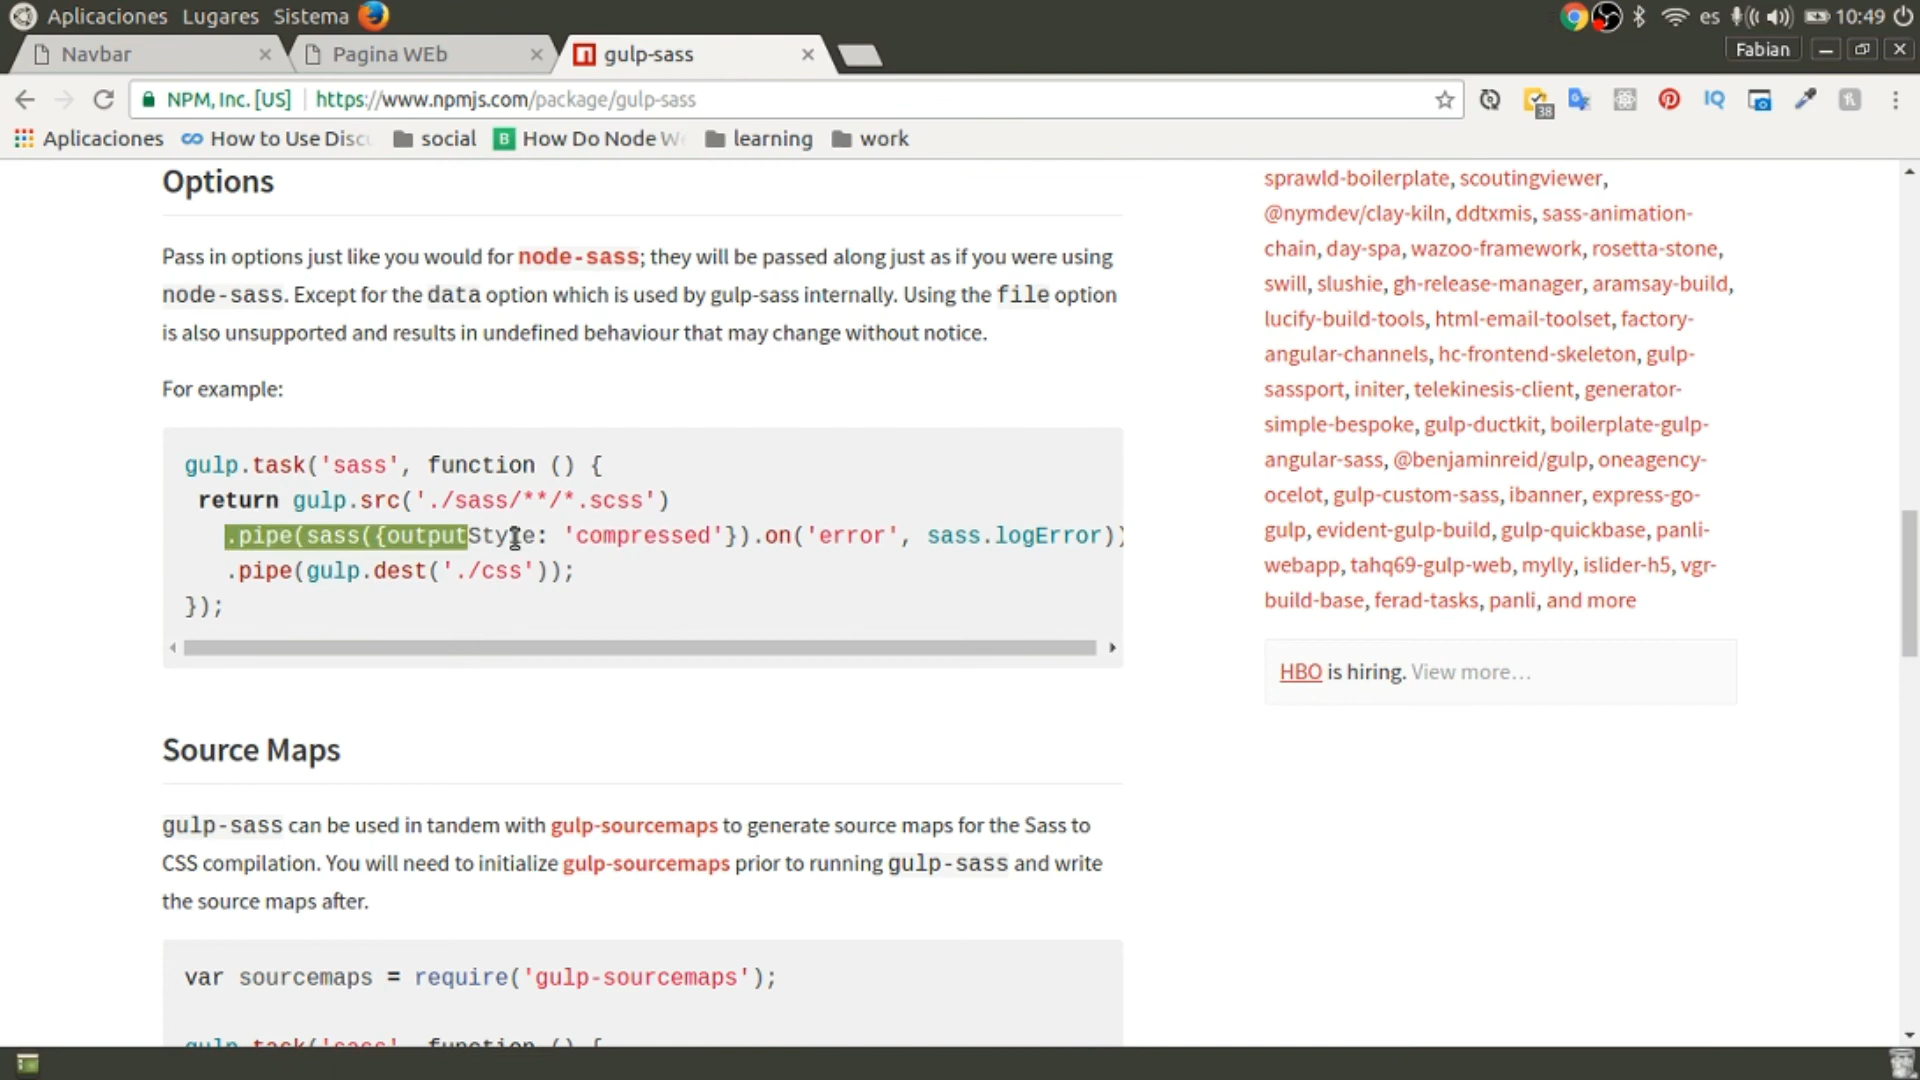 Aplicaciones Lugares Sistema es 10:49
Navbar Pagina WEb gulp-sass Fabian
NPM, Inc. [US] https://www.npmjs.com/package/gulp-sass 38 IQ
Aplicaciones How to Use Disc social B How Do Node W learning work
Options
Pass in options just like you would for node-sass; they will be passed along just as if you were using
node-sass. Except for the data option which is used by gulp-sass internally. Using the file option
is also unsupported and results in undefined behaviour that may change without notice.
For example:
gulp.task('sass', function () {
return gulp.src('./sass/**/*.scss')
.pipe(sass({outputStyle: 'compressed'}).on('error', sass.logError))
.pipe(gulp.dest('./css'));
});
Source Maps
gulp-sass can be used in tandem with gulp-sourcemaps to generate source maps for the Sass to
CSS compilation. You will need to initialize gulp-sourcemaps prior to running gulp-sass and write
the source maps after.
var sourcemaps = require('gulp-sourcemaps');
gulp.task('sass', function () {
sprawld-boilerplate, scoutingviewer,
@nymdev/clay-kiln, ddtxmis, sass-animation-
chain, day-spa, wazoo-framework, rosetta-stone,
swill, slushie, gh-release-manager, aramsay-build,
lucify-build-tools, html-email-toolset, factory-
angular-channels, hc-frontend-skeleton, gulp-
sassport, initer, telekinesis-client, generator-
simple-bespoke, gulp-ductkit, boilerplate-gulp-
angular-sass, @benjaminreid/gulp, oneagency-
ocelot, gulp-custom-sass, ibanner, express-go-
gulp, evident-gulp-build, gulp-quickbase, panli-
webapp, tahq69-gulp-web, mylly, islider-h5, vgr-
build-base, ferad-tasks, panli, and more
HBO is hiring. View more…